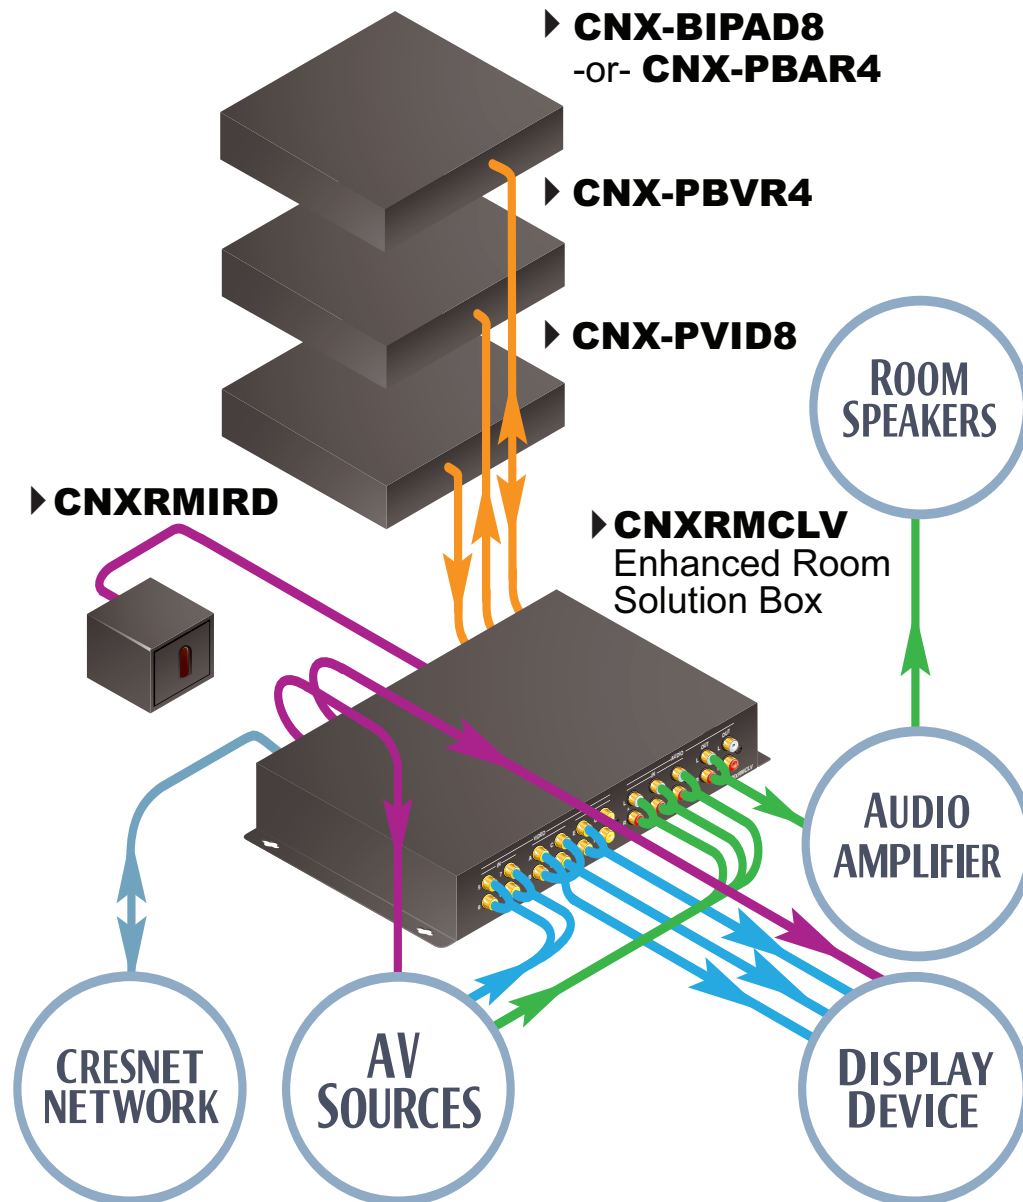 CNX-BIPAD8
-or- CNX-PBAR4
CNX-PBVR4
CNX-PVID8
ROOM
SPEAKERS
CNXRMIRD
CNXRMCLV
Enhanced Room
Solution Box
AUDIO
AMPLIFIER
CRESNET
NETWORK
AV
SOURCES
DISPLAY
DEVICE